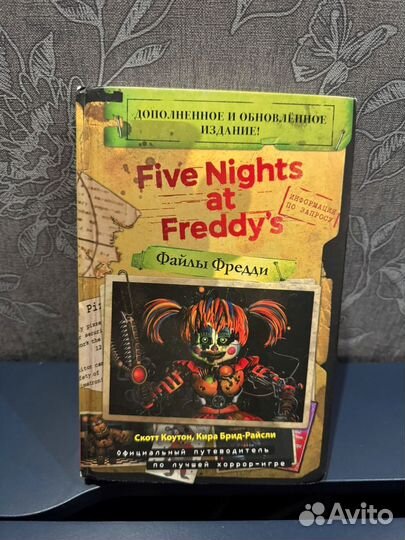 ДОПОЛНЕННОЕ И ОБНОВЛЁННОЕ
ИЗДАНИЕ!
Five Nights
at
Freddy's
ИНФОРМАЦИЯ
ПО ЗАПРОСУ
Файлы Фредди
Скотт Коутон, Кира Брид-Райсли
Официальный путеводитель
по лучшей хоррор-игре
Avito